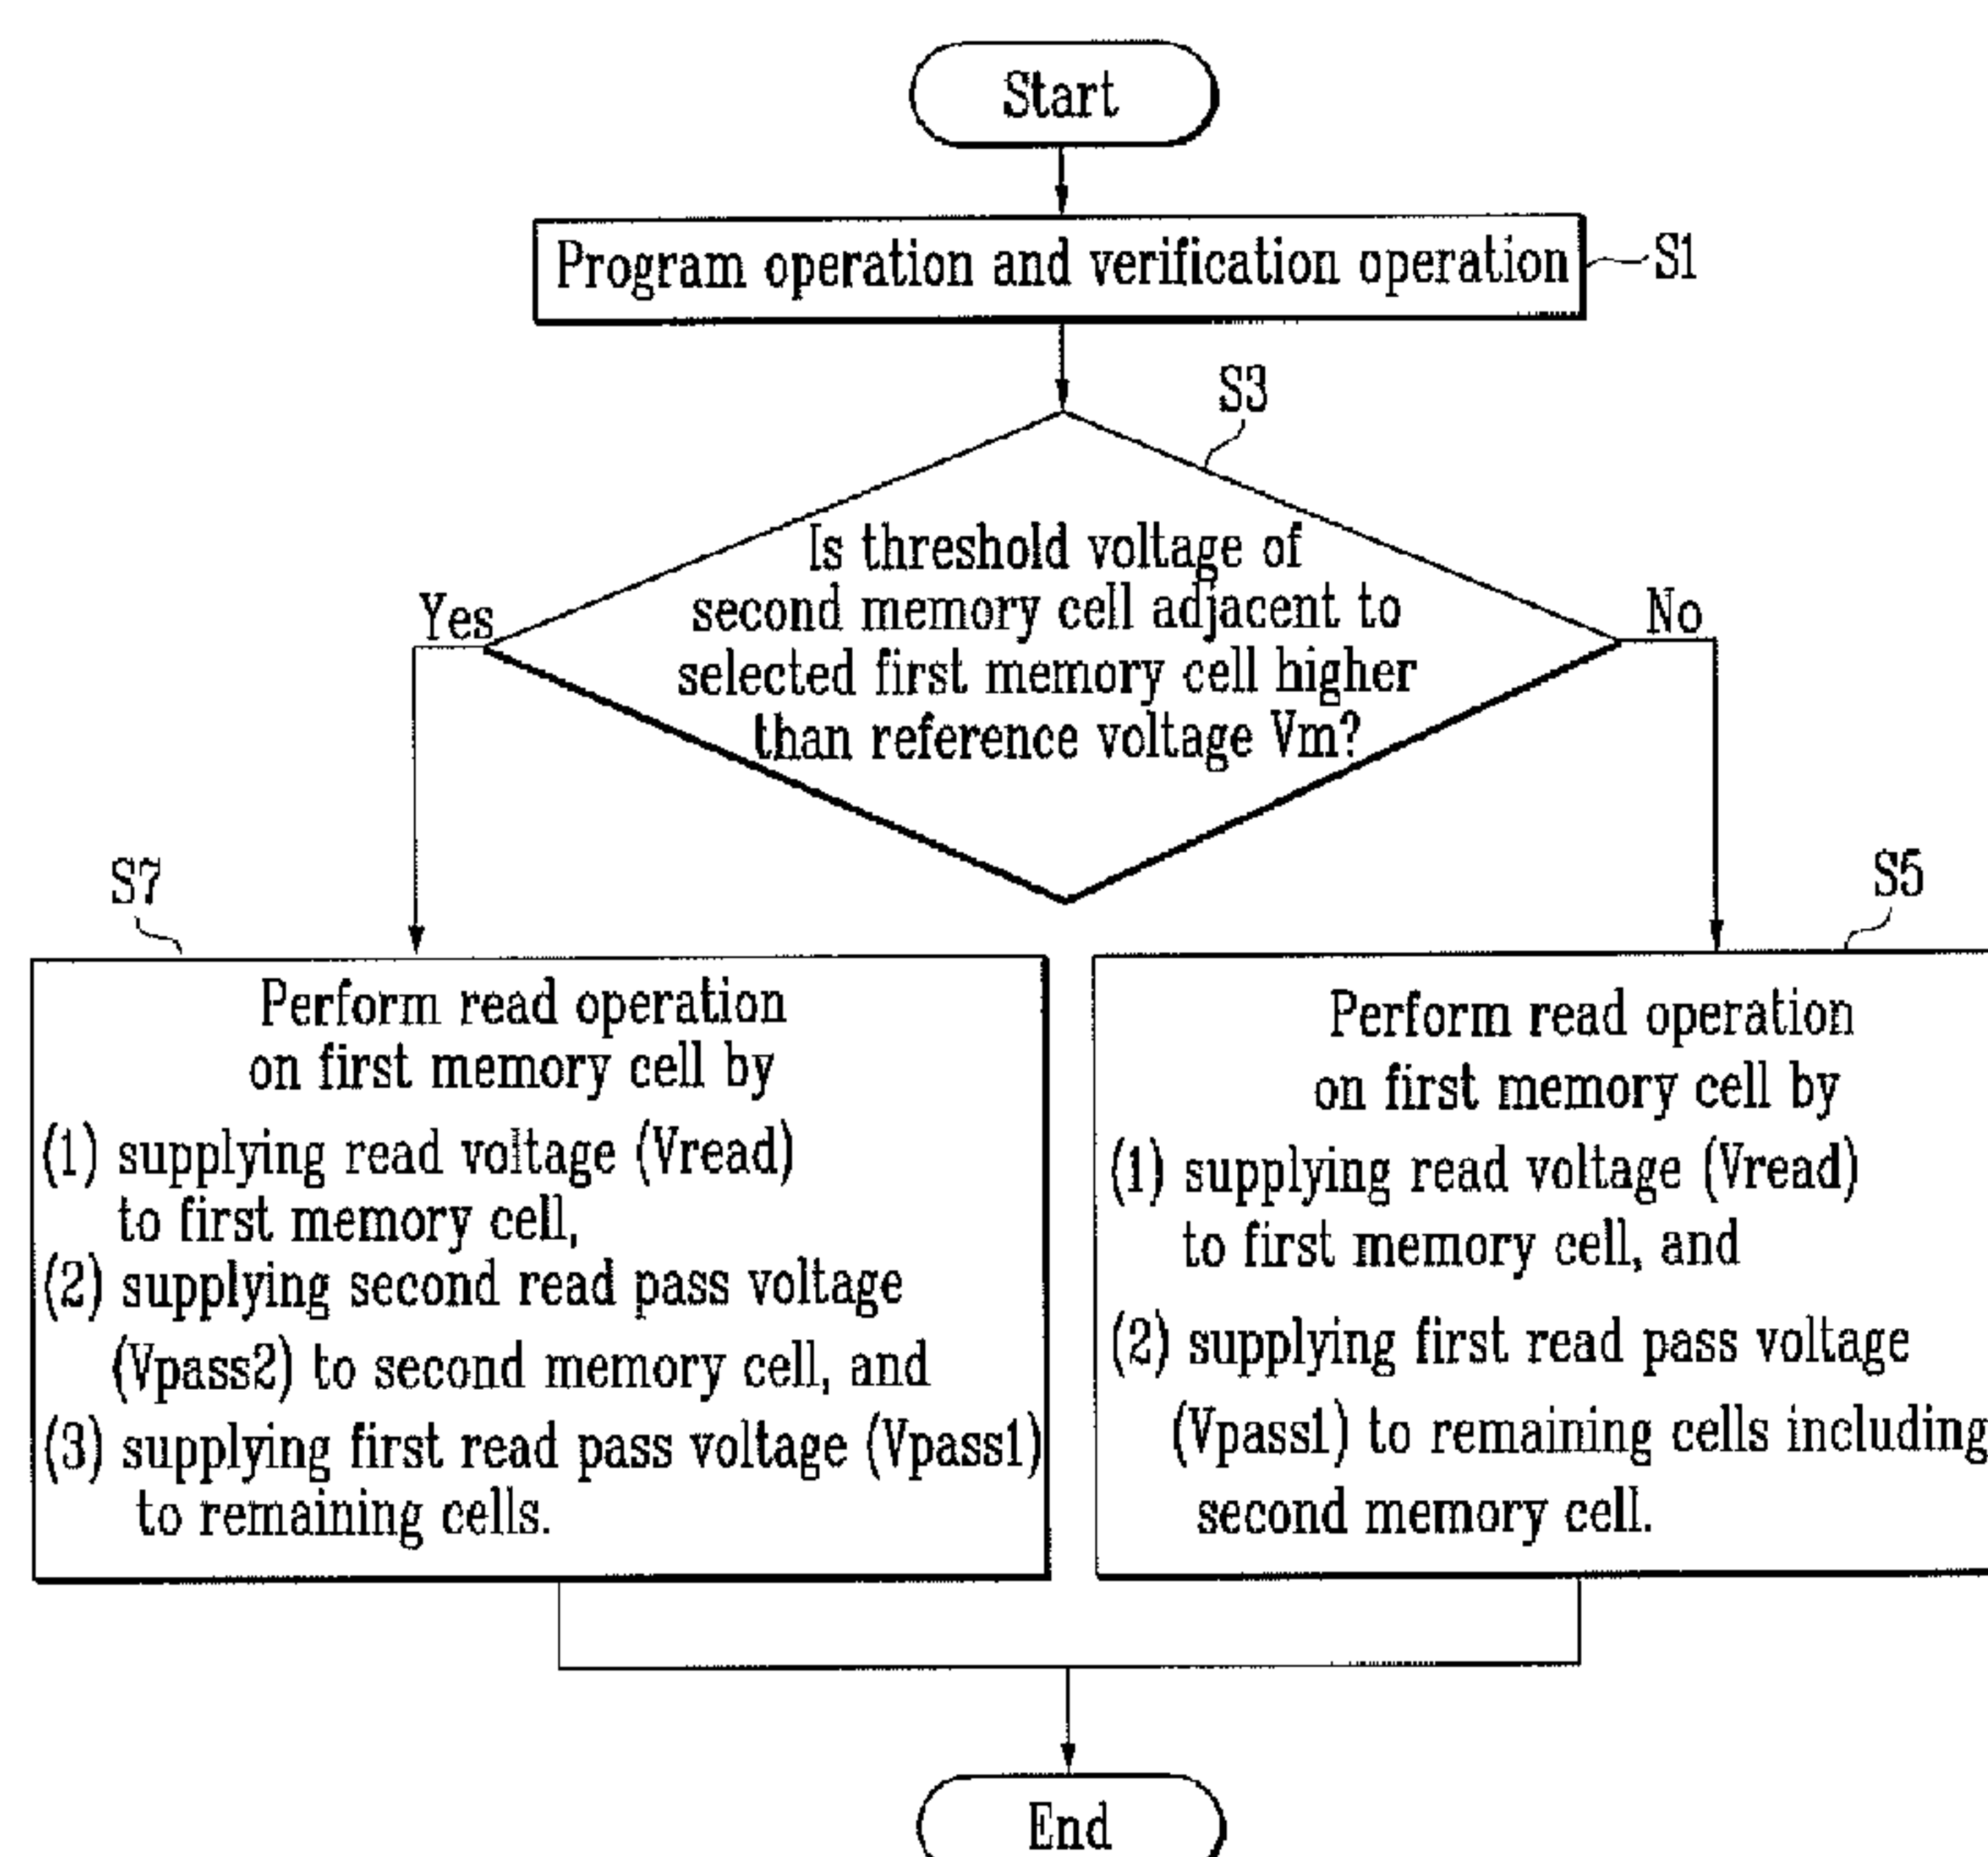 Start
Program operation and verification operation
S1
S3
Is threshold voltage of
second memory cell adjacent to
selected first memory cell higher
than reference voltage Vm?
Yes
No
S7
Perform read operation
on first memory cell by
(1) supplying read voltage (Vread)
to first memory cell,
(2) supplying second read pass voltage
(Vpass2) to second memory cell, and
(3) supplying first read pass voltage (Vpass1)
to remaining cells.
S5
Perform read operation
on first memory cell by
(1) supplying read voltage (Vread)
to first memory cell, and
(2) supplying first read pass voltage
(Vpass1) to remaining cells including
second memory cell.
End